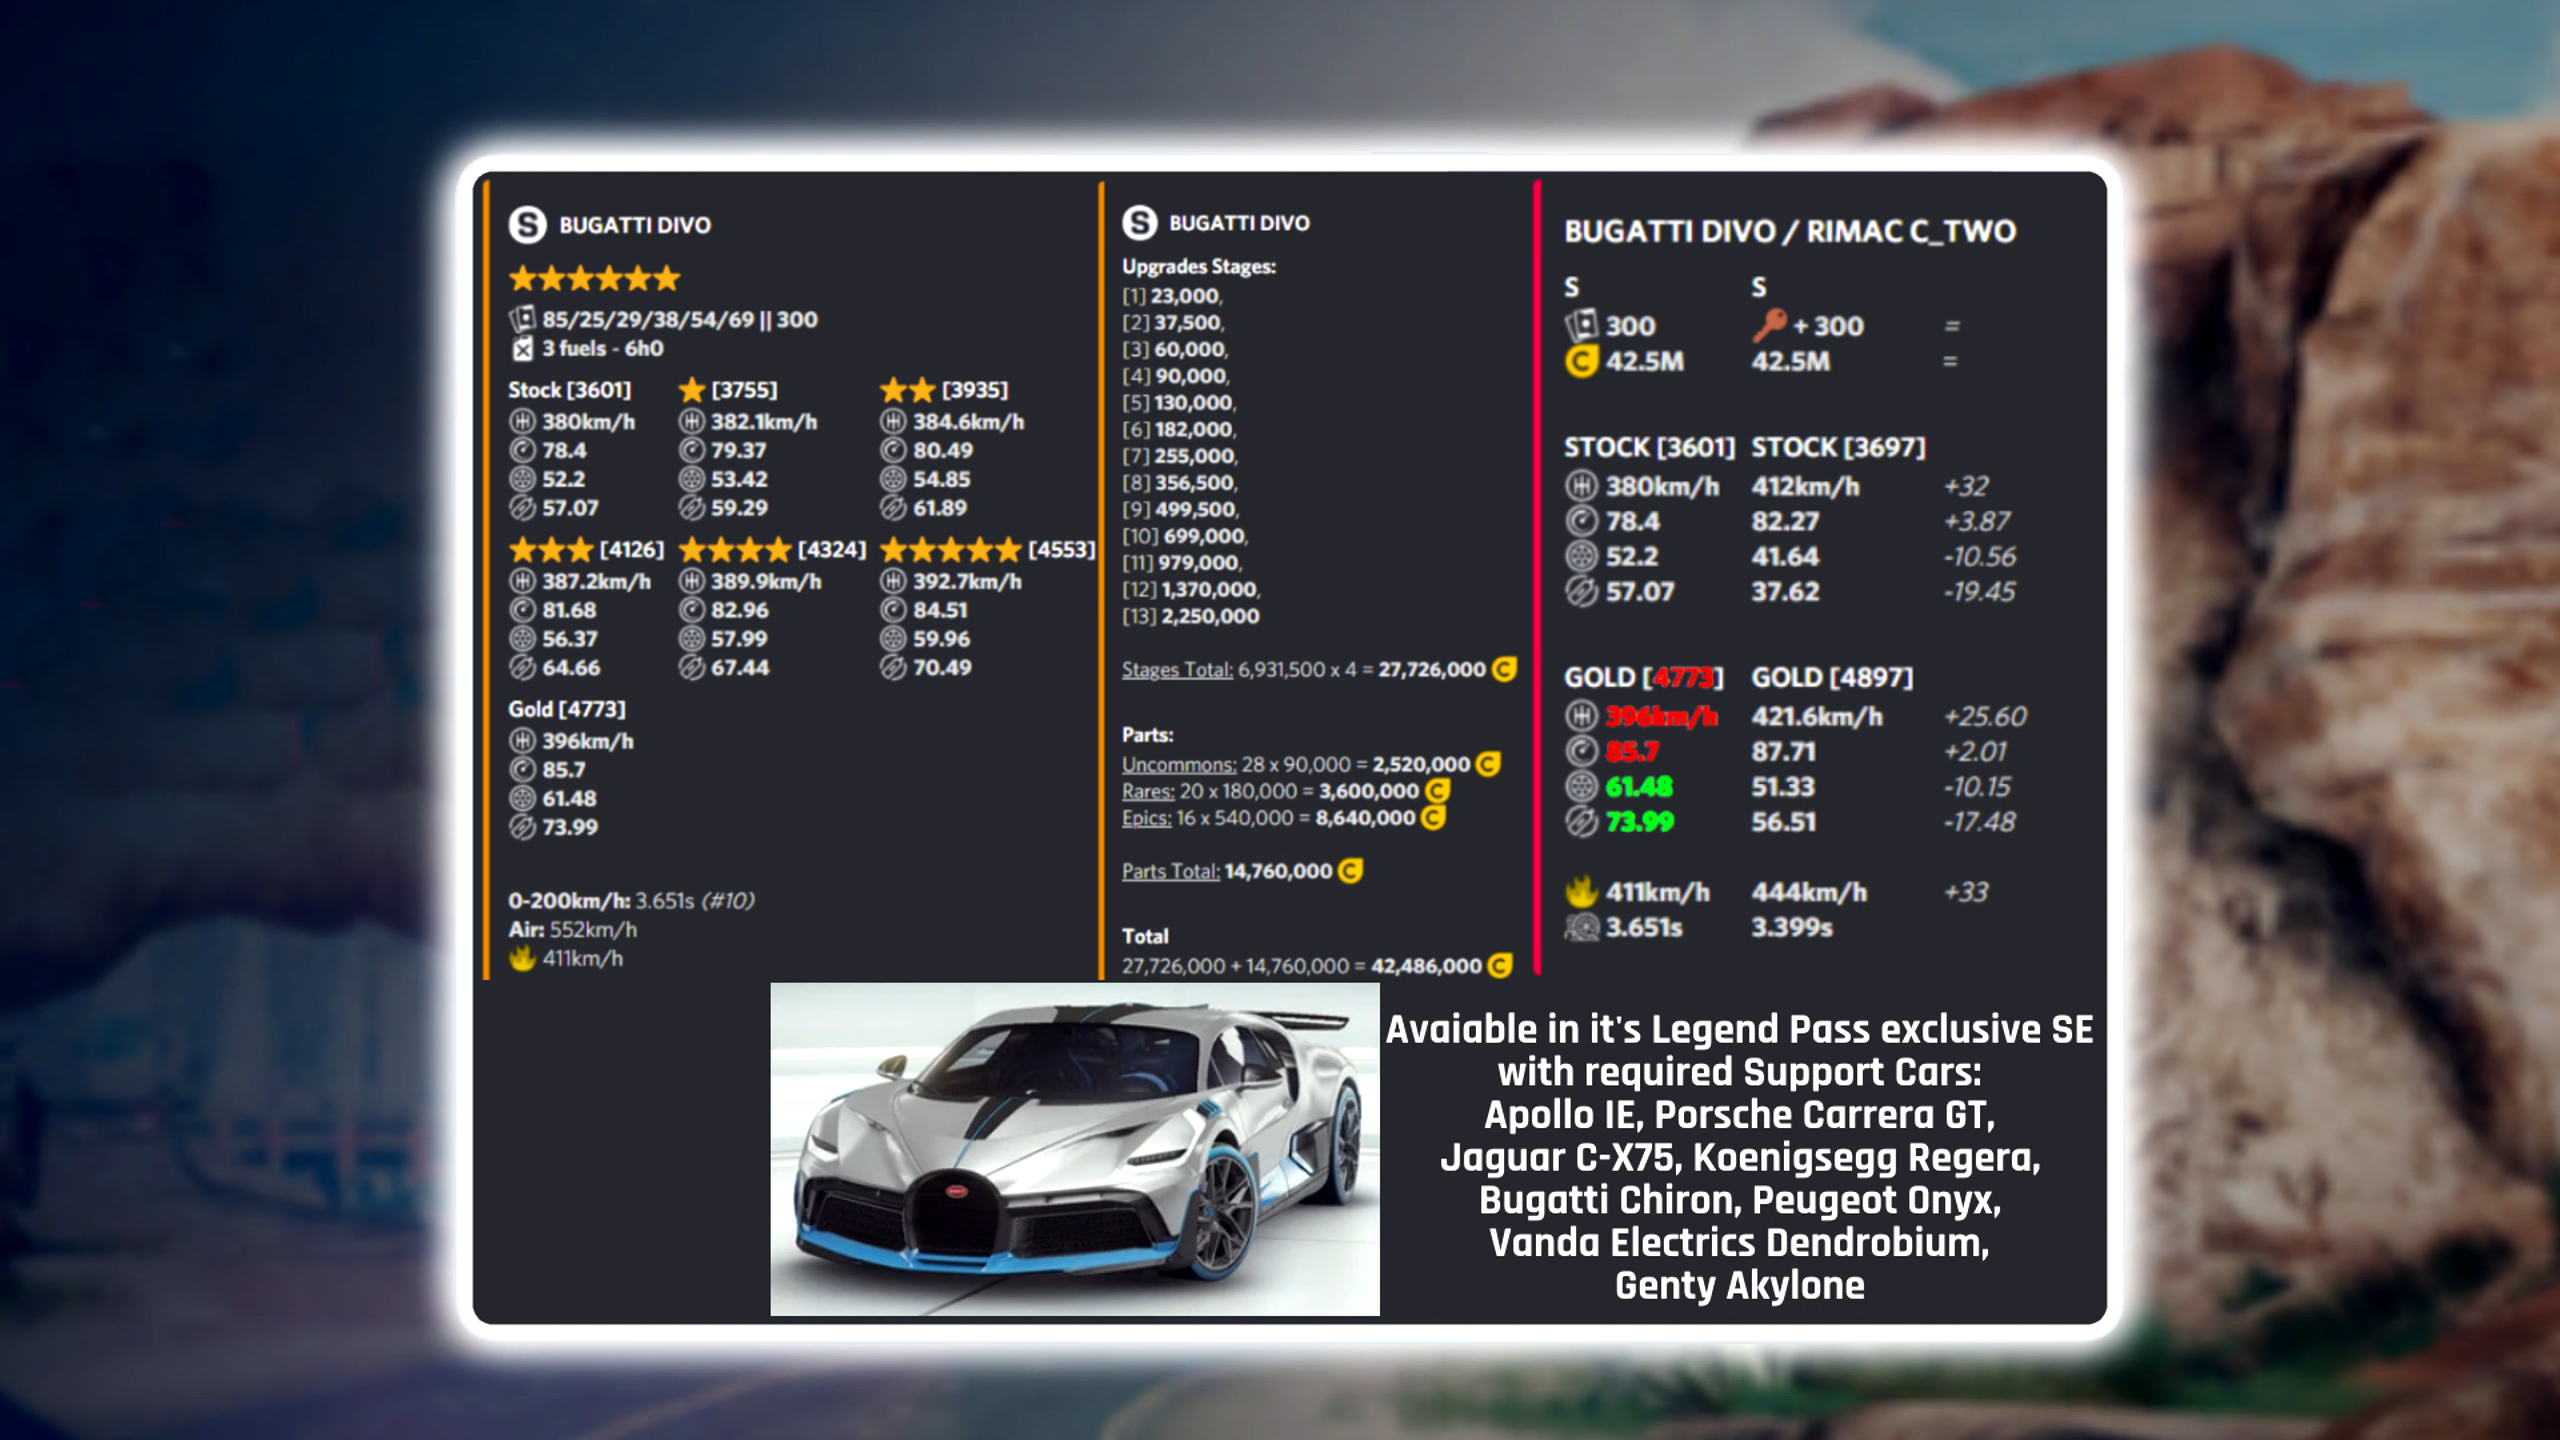 S BUGATTI DIVO
85/25/29/38/54/69 || 300
3 fuels - 6h0
Stock [3601] [3755] [3935]
380km/h 382.1km/h 384.6km/h
78.4 79.37 80.49
52.2 53.42 54.85
57.07 59.29 61.89
[4126] [4324] [4553]
387.2km/h 389.9km/h 392.7km/h
81.68 82.96 84.51
56.37 57.99 59.96
64.66 67.44 70.49
Gold [4773]
396km/h
85.7
61.48
73.99
0-200km/h: 3.651s (#10)
Air: 552km/h
411km/h
S BUGATTI DIVO
Upgrades Stages:
[1] 23,000,
[2] 37,500,
[3] 60,000,
[4] 90,000,
[5] 130,000,
[6] 182,000,
[7] 255,000,
[8] 356,500,
[9] 499,500,
[10] 699,000,
[11] 979,000,
[12] 1,370,000,
[13] 2,250,000
Stages Total: 6,931,500 x 4 = 27,726,000 C
Parts:
Uncommons: 28 x 90,000 = 2,520,000 C
Rares: 20 x 180,000 = 3,600,000 C
Epics: 16 x 540,000 = 8,640,000 C
Parts Total: 14,760,000 C
Total
27,726,000 + 14,760,000 = 42,486,000 C
BUGATTI DIVO / RIMAC C_TWO
S S
300 + 300 =
C 42.5M 42.5M =
STOCK [3601] STOCK [3697]
380km/h 412km/h +32
78.4 82.27 +3.87
52.2 41.64 -10.56
57.07 37.62 -19.45
GOLD [4773] GOLD [4897]
396km/h 421.6km/h +25.60
85.7 87.71 +2.01
61.48 51.33 -10.15
73.99 56.51 -17.48
411km/h 444km/h +33
3.651s 3.399s
Avaiable in it's Legend Pass exclusive SE
with required Support Cars:
Apollo IE, Porsche Carrera GT,
Jaguar C-X75, Koenigsegg Regera,
Bugatti Chiron, Peugeot Onyx,
Vanda Electrics Dendrobium,
Genty Akylone